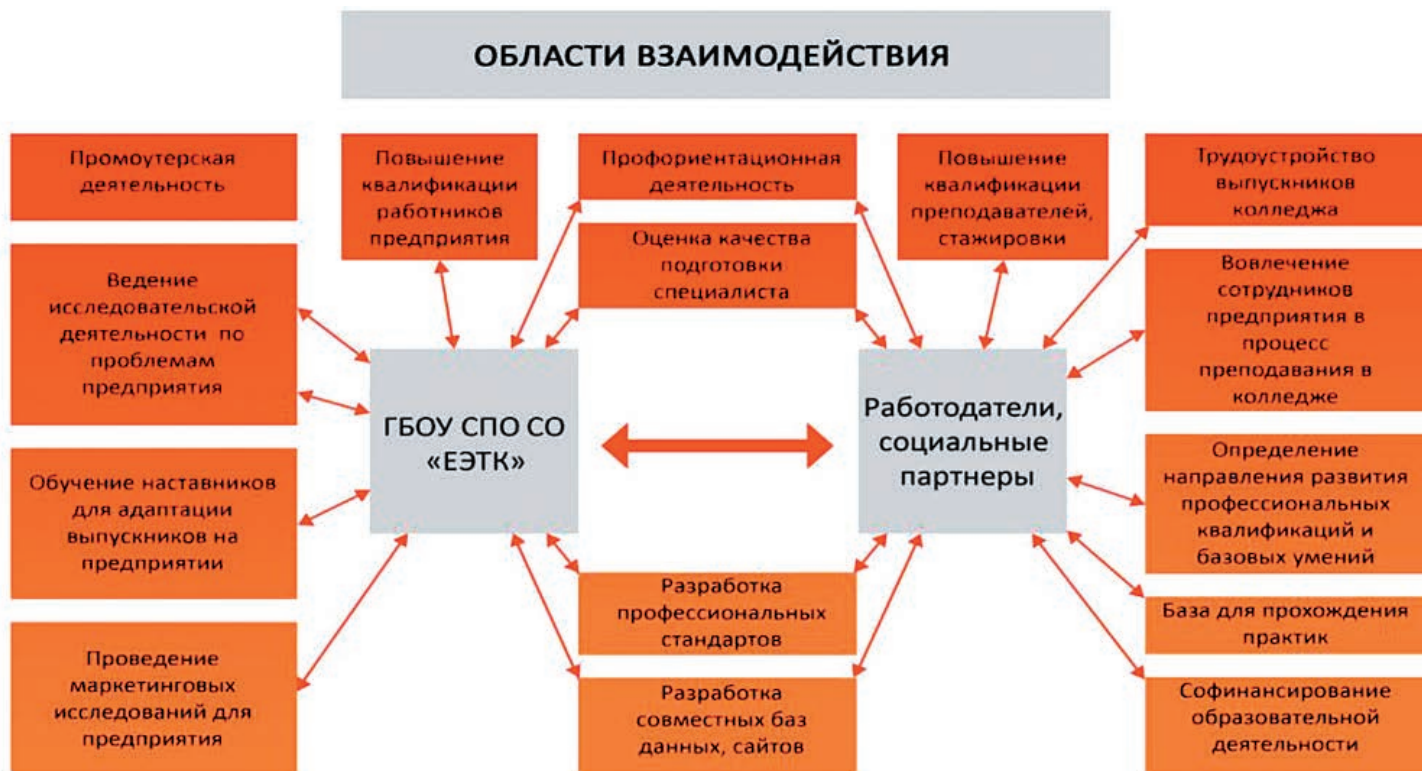 ОБЛАСТИ ВЗАИМОДЕЙСТВИЯ
Промоутерская
деятельность
Повышение
квалификации
работников
предприятия
Профориентационная
деятельность
Повышение
квалификации
преподавателей,
стажировки
Трудоустройство
выпускников
колледжа
Ведение
исследовательской
деятельности по
проблемам
предприятия
Оценка качества
подготовки
специалиста
Вовлечение
сотрудников
предприятия в
процесс
преподавания в
колледже
ГБОУ СПО СО
«ЕЭТК»
Работодатели,
социальные
партнеры
Обучение наставников
для адаптации
выпускников на
предприятии
Определение
направления развития
профессиональных
квалификаций и
базовых умений
Разработка
профессиональных
стандартов
База для прохождения
практик
Проведение
маркетинговых
исследований для
предприятия
Разработка
совместных баз
данных, сайтов
Софинансирование
образовательной
деятельности